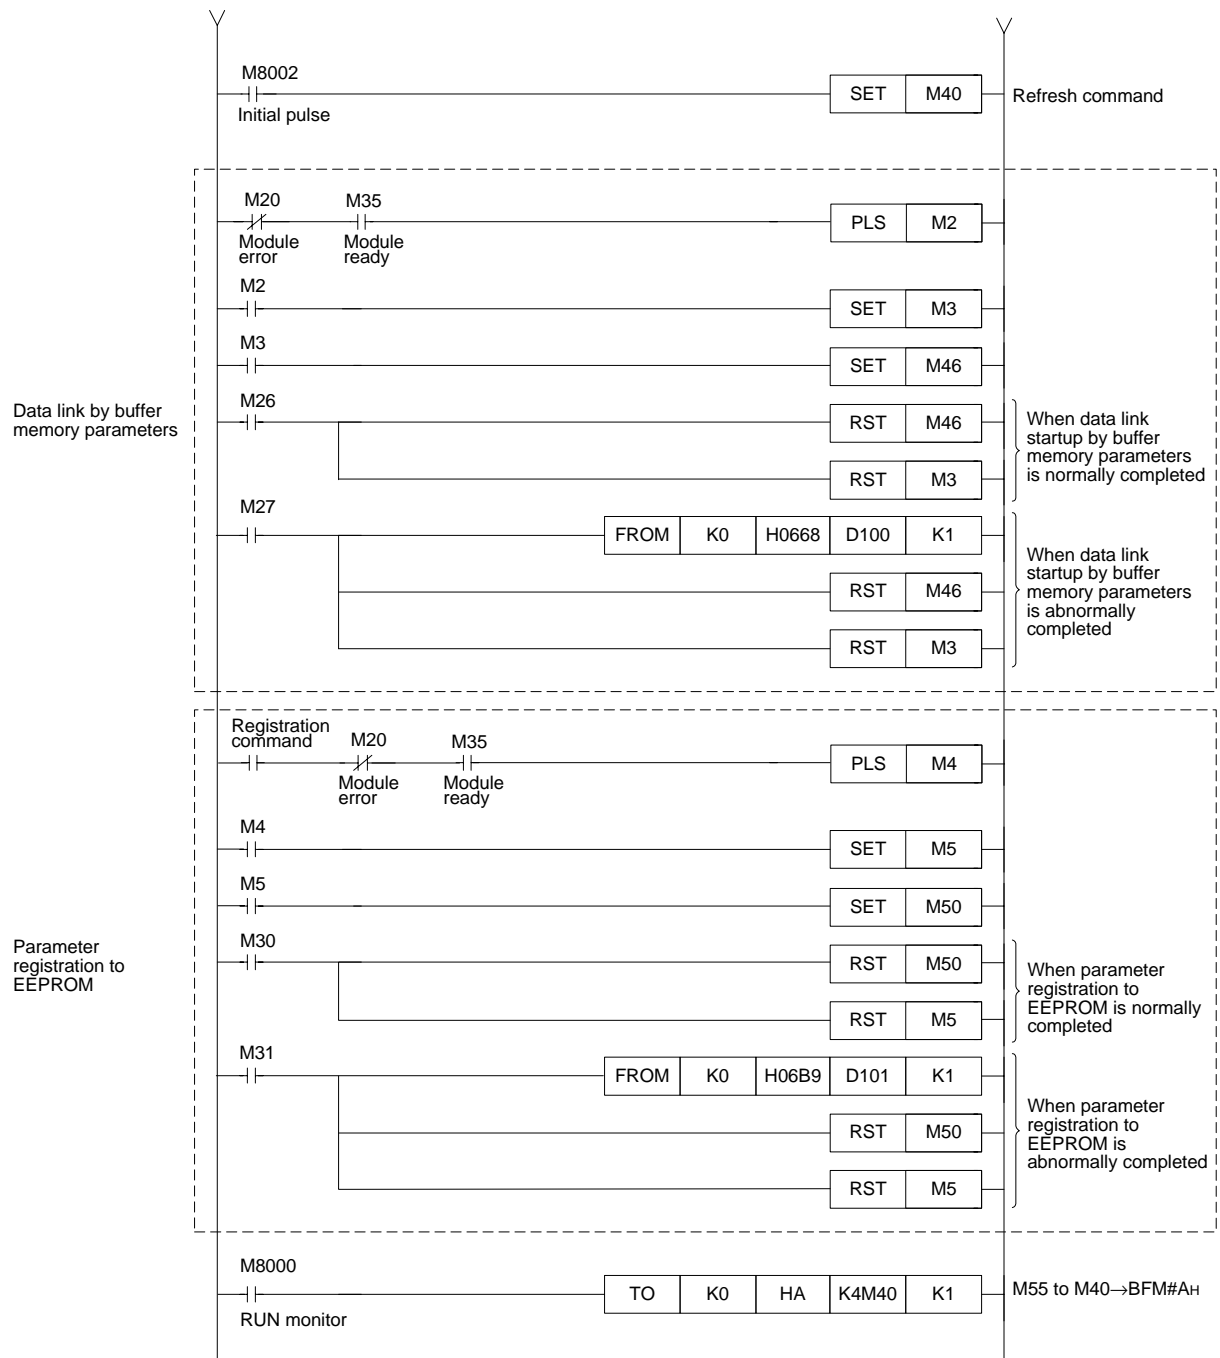 M8002
SET M40 Refresh command
Initial pulse
M20 M35
PLS M2
Module error
Module ready
M2
SET M3
M3
SET M46
Data link by buffer
memory parameters
M26
RST M46
RST M3
When data link
startup by buffer
memory parameters
is normally completed
M27
FROM K0 H0668 D100 K1
RST M46
RST M3
When data link
startup by buffer
memory parameters
is abnormally
completed
Registration
command
M20 M35
PLS M4
Module error
Module ready
M4
SET M5
M5
SET M50
Parameter
registration to
EEPROM
M30
RST M50
RST M5
When parameter
registration to
EEPROM is normally
completed
M31
FROM K0 H06B9 D101 K1
RST M50
RST M5
When parameter
registration to
EEPROM is
abnormally completed
M8000
TO K0 HA K4M40 K1 M55 to M40→BFM#AH
RUN monitor